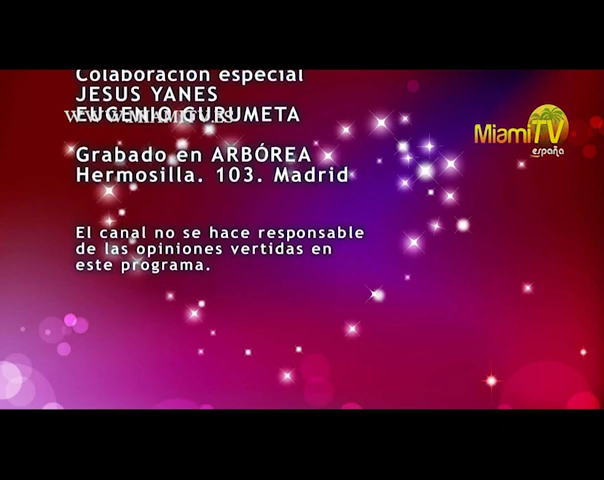 Colaboración especial
JESUS YANES
EUGENIO GURUMETA
Grabado en ARBÓREA
Hermosilla. 103. Madrid
El canal no se hace responsable
de las opiniones vertidas en
este programa.
MiamiTV
españa